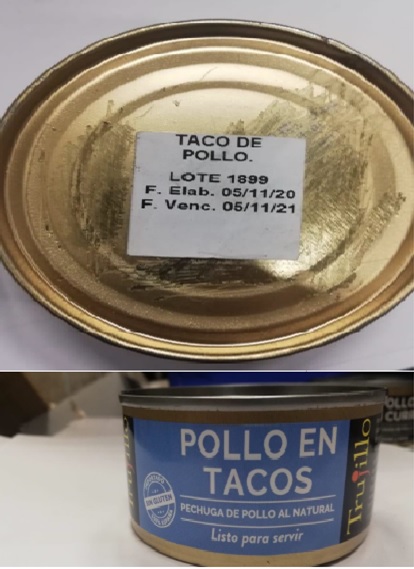 TACO DE
POLLO.
LOTE 1899
F. Elab. 05/11/20
F. Venc. 05/11/21
POLLO EN
TACOS
PECHUGA DE POLLO AL NATURAL
Listo para servir
SIN GLUTEN
Trujillo